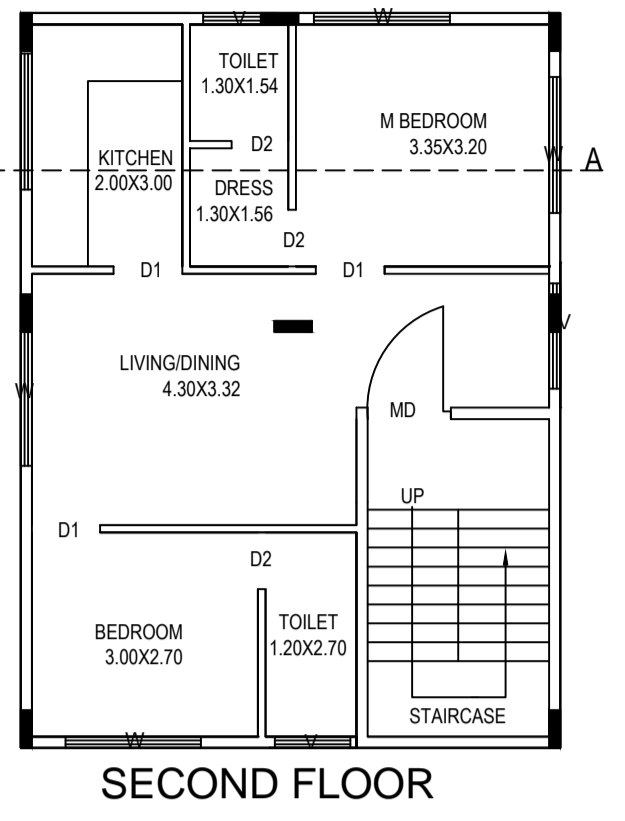 V
W
TOILET
1.30X1.54
M BEDROOM
3.35X3.20
D2
W
A
KITCHEN
2.00X3.00
DRESS
1.30X1.56
D2
D1
D1
V
LIVING/DINING
4.30X3.32
W
MD
UP
D1
D2
BEDROOM
3.00X2.70
TOILET
1.20X2.70
STAIRCASE
W
V
SECOND FLOOR